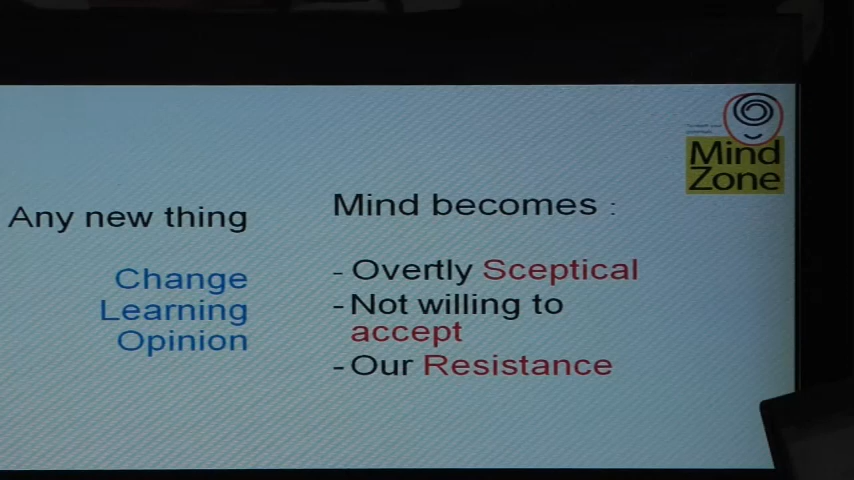 Mind
Zone
Any new thing
Change
Learning
Opinion
Mind becomes :
- Overtly Sceptical
- Not willing to
accept
- Our Resistance